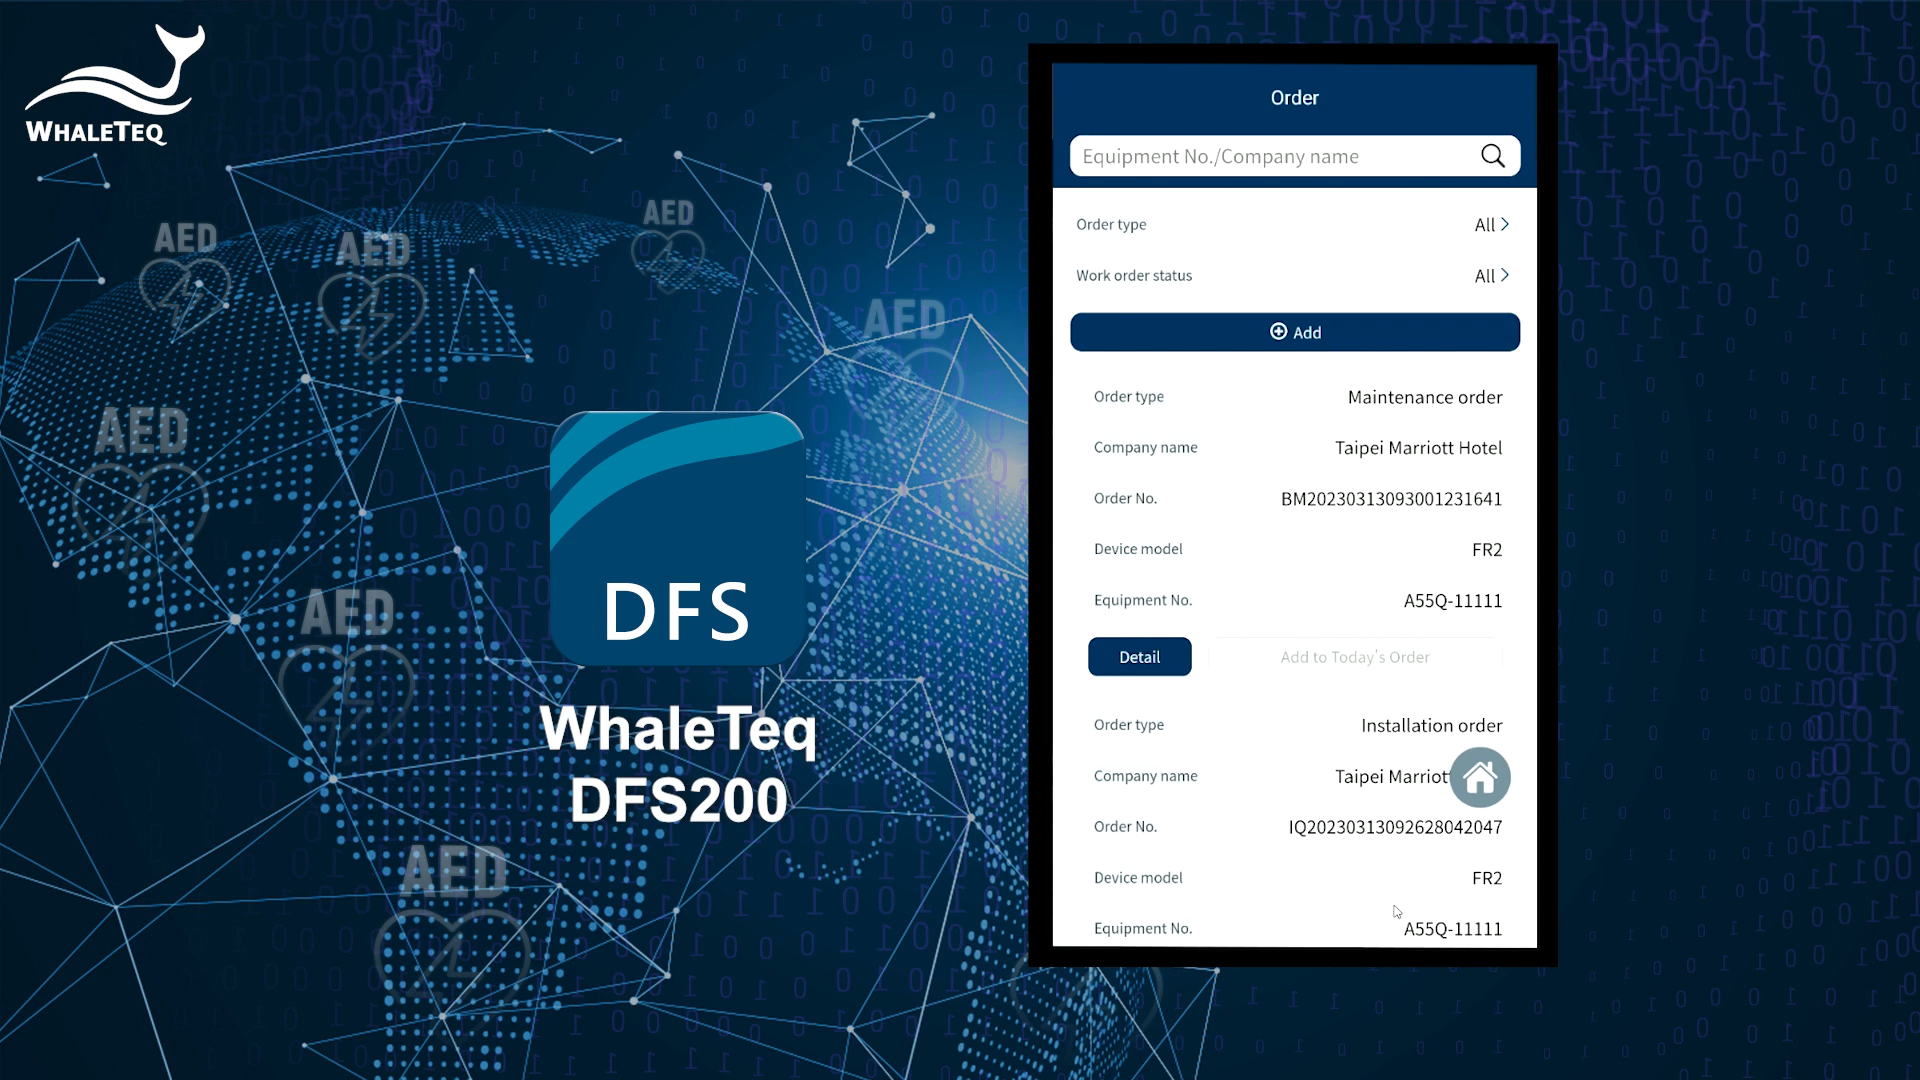 WHALETEQ
AED
AED
AED
AED
AED
AED
AED
DFS
WhaleTeq
DFS200
Order
Equipment No./Company name
Order type All
Work order status All
Add
Order type Maintenance order
Company name Taipei Marriott Hotel
Order No. BM20230313093001231641
Device model FR2
Equipment No. A55Q-11111
Detail Add to Today's Order
Order type Installation order
Company name Taipei Marriot
Order No. IQ20230313092628042047
Device model FR2
Equipment No. A55Q-11111